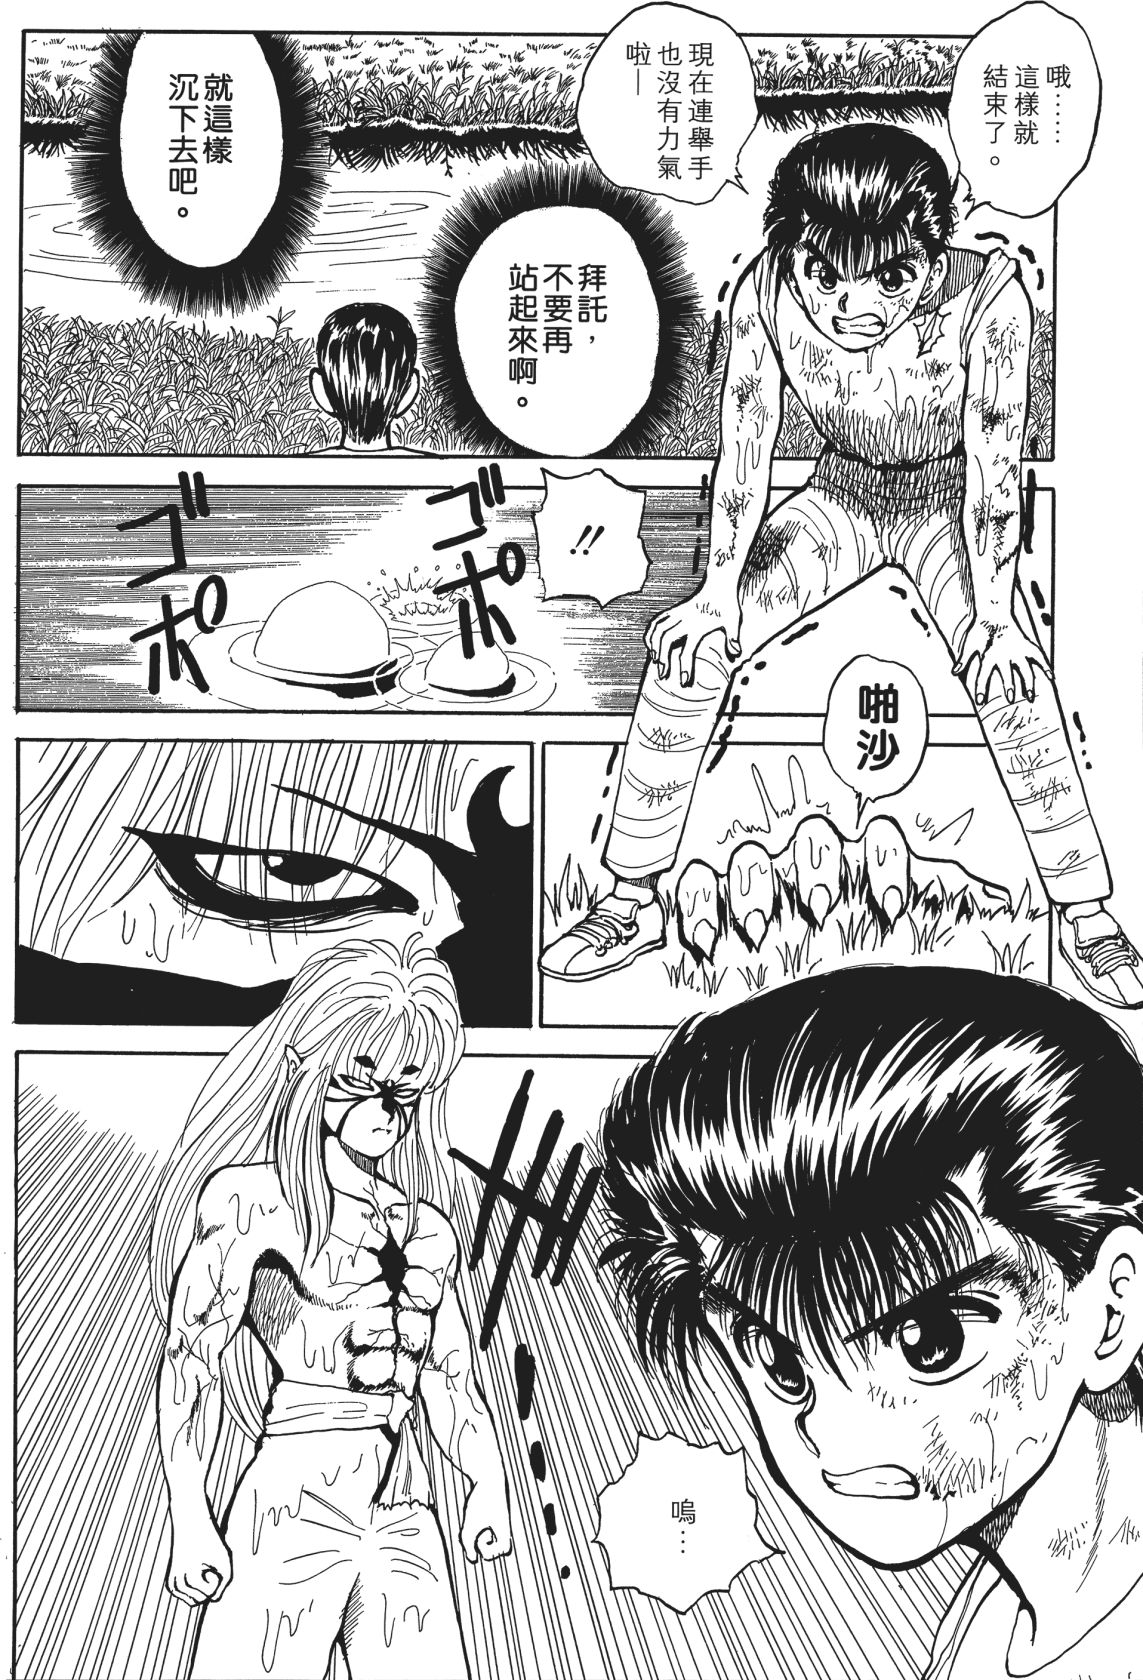 哦……
這樣就
結束了。
現在連舉手
也沒有力氣
啦—
拜託，
不要再
站起來啊。
就這樣
沉下去吧。
!!
ゴポ
ゴポ
啪沙
嗚…